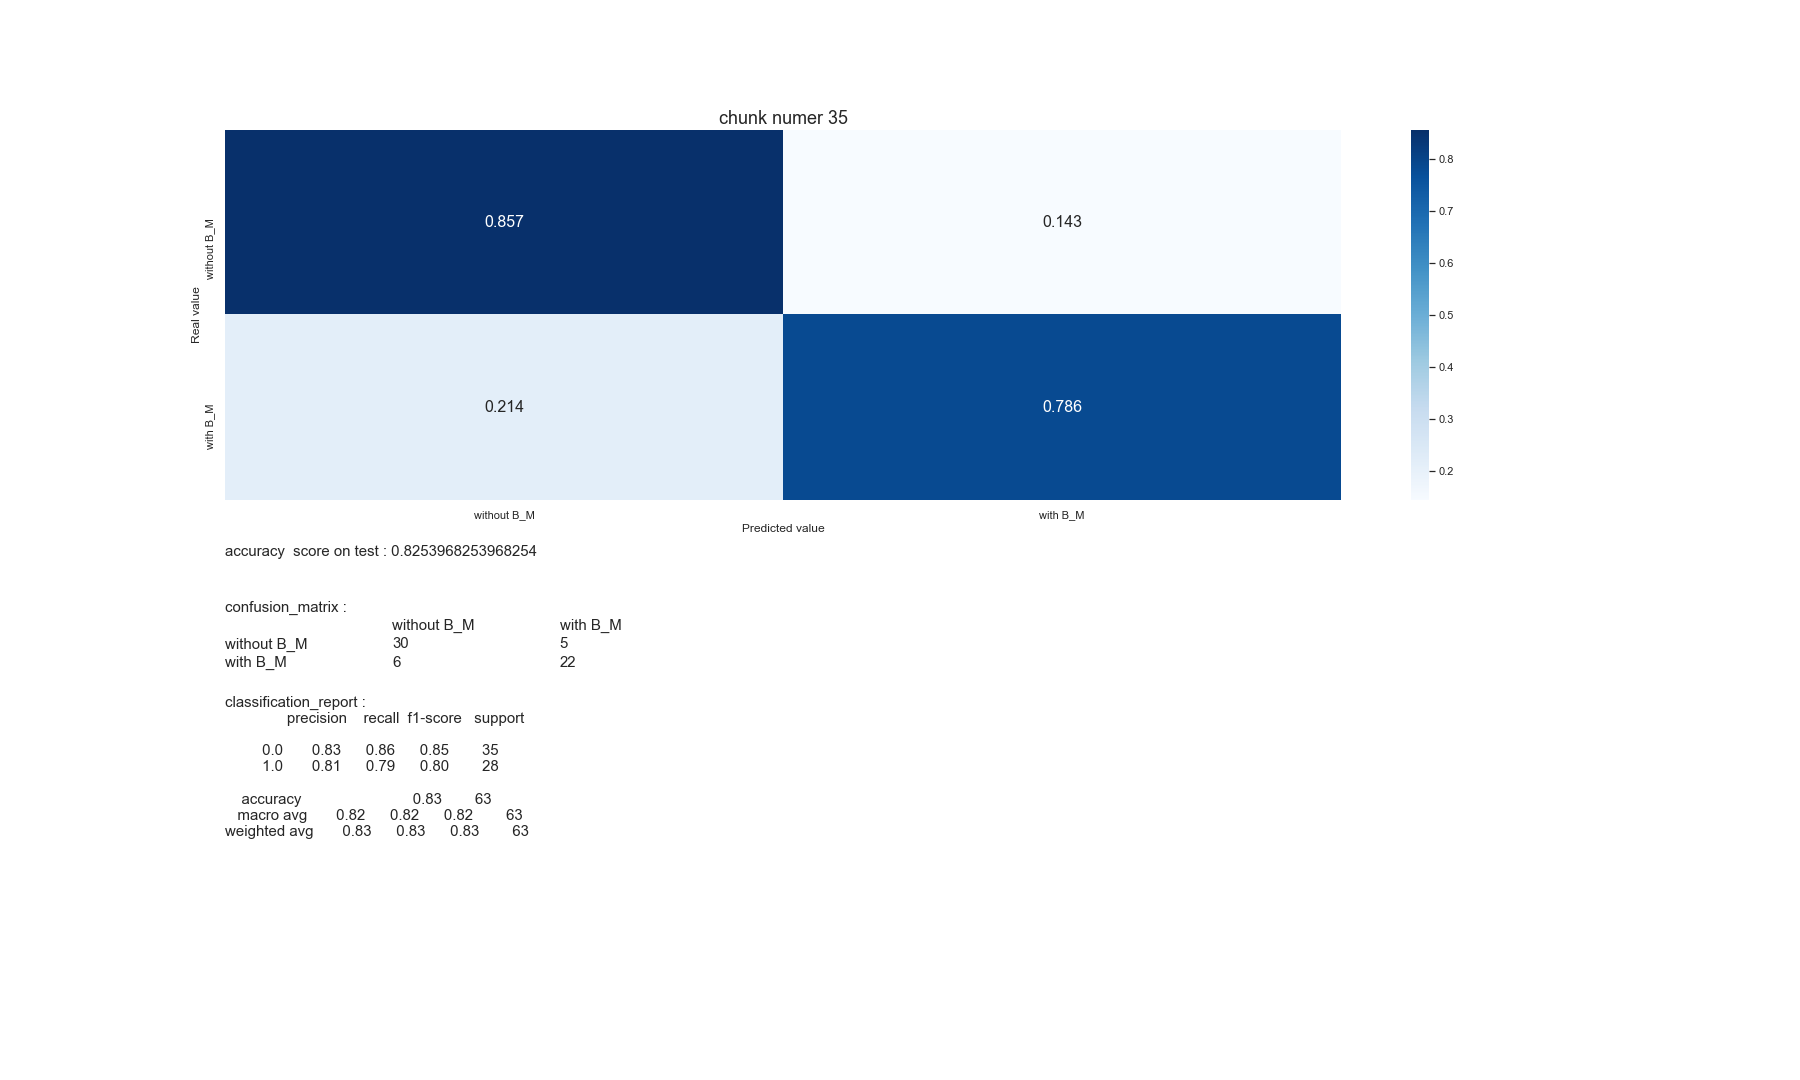 chunk numer 35
0.857 0.143
0.214 0.786
without B_M
with B_M
Real value
without B_M with B_M
Predicted value
0.8
0.7
0.6
0.5
0.4
0.3
0.2
accuracy  score on test : 0.8253968253968254
confusion_matrix :
without B_M with B_M
without B_M 30 5
with B_M 6 22
classification_report :
precision recall f1-score support
0.0 0.83 0.86 0.85 35
1.0 0.81 0.79 0.80 28
accuracy 0.83 63
macro avg 0.82 0.82 0.82 63
weighted avg 0.83 0.83 0.83 63